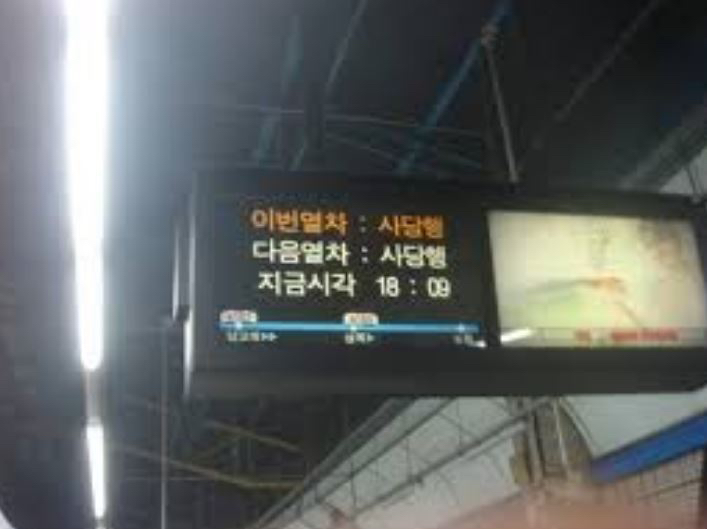 이번열차 : 사당행
다음열차 : 사당행
지금시각 18 : 09